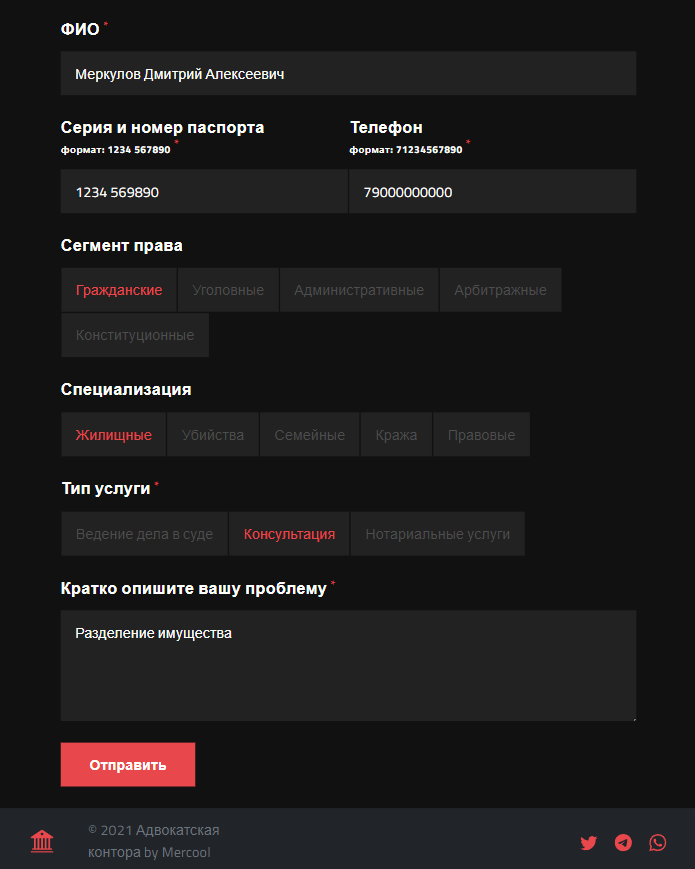 ФИО *
Меркулов Дмитрий Алексеевич
Серия и номер паспорта
формат: 1234 567890 *
Телефон
формат: 71234567890 *
1234 569890
79000000000
Сегмент права
Гражданские Уголовные Административные Арбитражные
Конституционные
Специализация
Жилищные Убийства Семейные Кража Правовые
Тип услуги *
Ведение дела в суде Консультация Нотариальные услуги
Кратко опишите вашу проблему *
Разделение имущества
Отправить
© 2021 Адвокатская
контора by Mercool